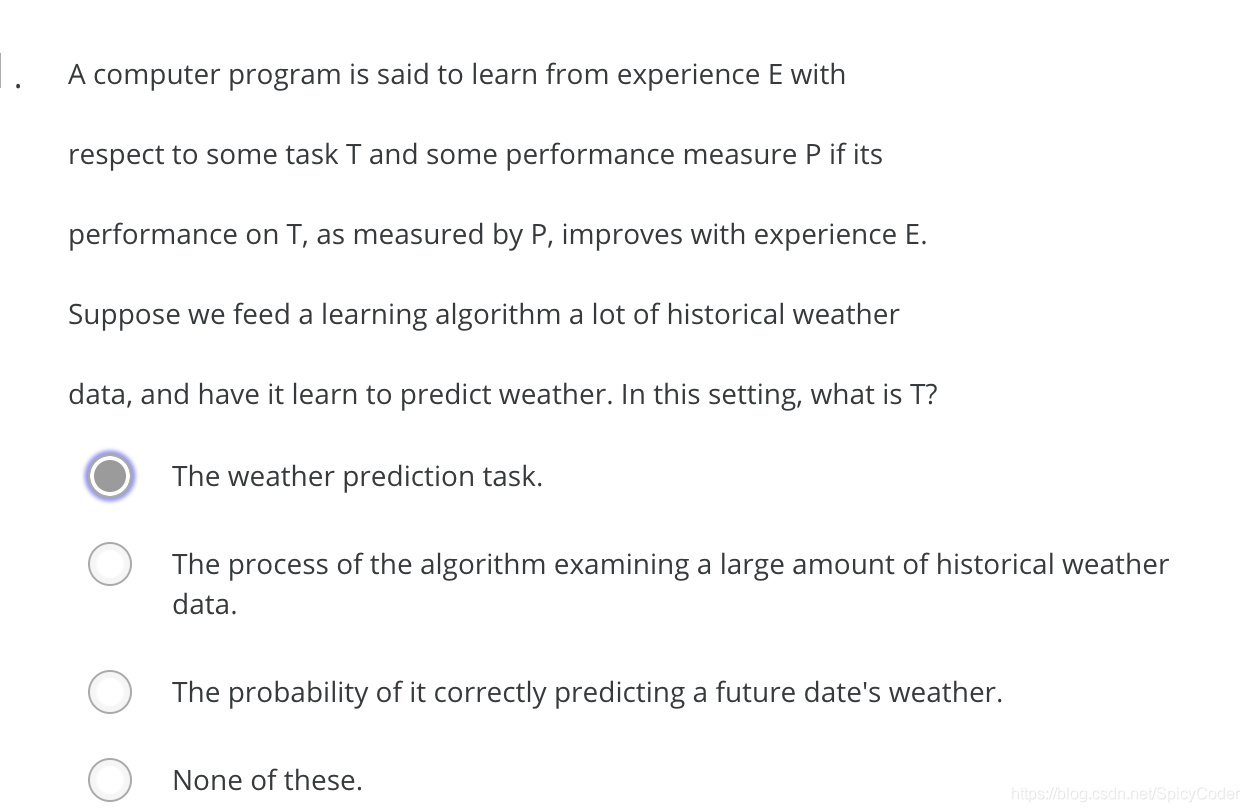 .
A computer program is said to learn from experience E with
respect to some task T and some performance measure P if its
performance on T, as measured by P, improves with experience E.
Suppose we feed a learning algorithm a lot of historical weather
data, and have it learn to predict weather. In this setting, what is T?
The weather prediction task.
The process of the algorithm examining a large amount of historical weather
data.
The probability of it correctly predicting a future date's weather.
None of these.
https://blog.csdn.net/SpicyCoder